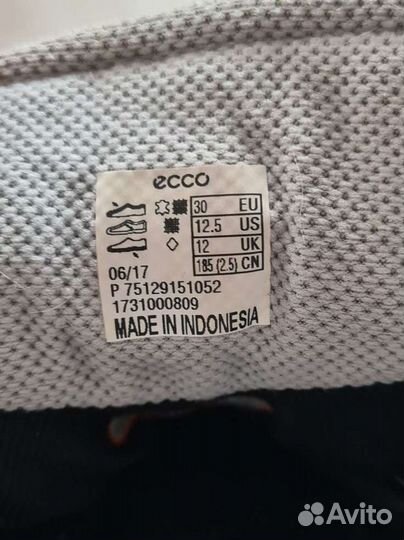 ecco
30 EU
12.5 US
12 UK
185 (2.5) CN
06/17
P 75129151052
1731000809
MADE IN INDONESIA
Avito